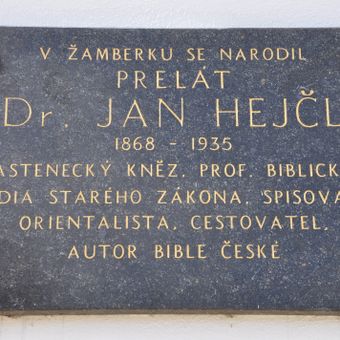 V ŽAMBERKU SE NARODIL
PRELÁT
Dr. JAN HEJČL
1868 - 1935
ASTENECKÝ KNĚZ, PROF. BIBLICK
DIA STARÉHO ZÁKONA, SPISOVA
ORIENTALISTA, CESTOVATEL,
AUTOR BIBLE ČESKÉ